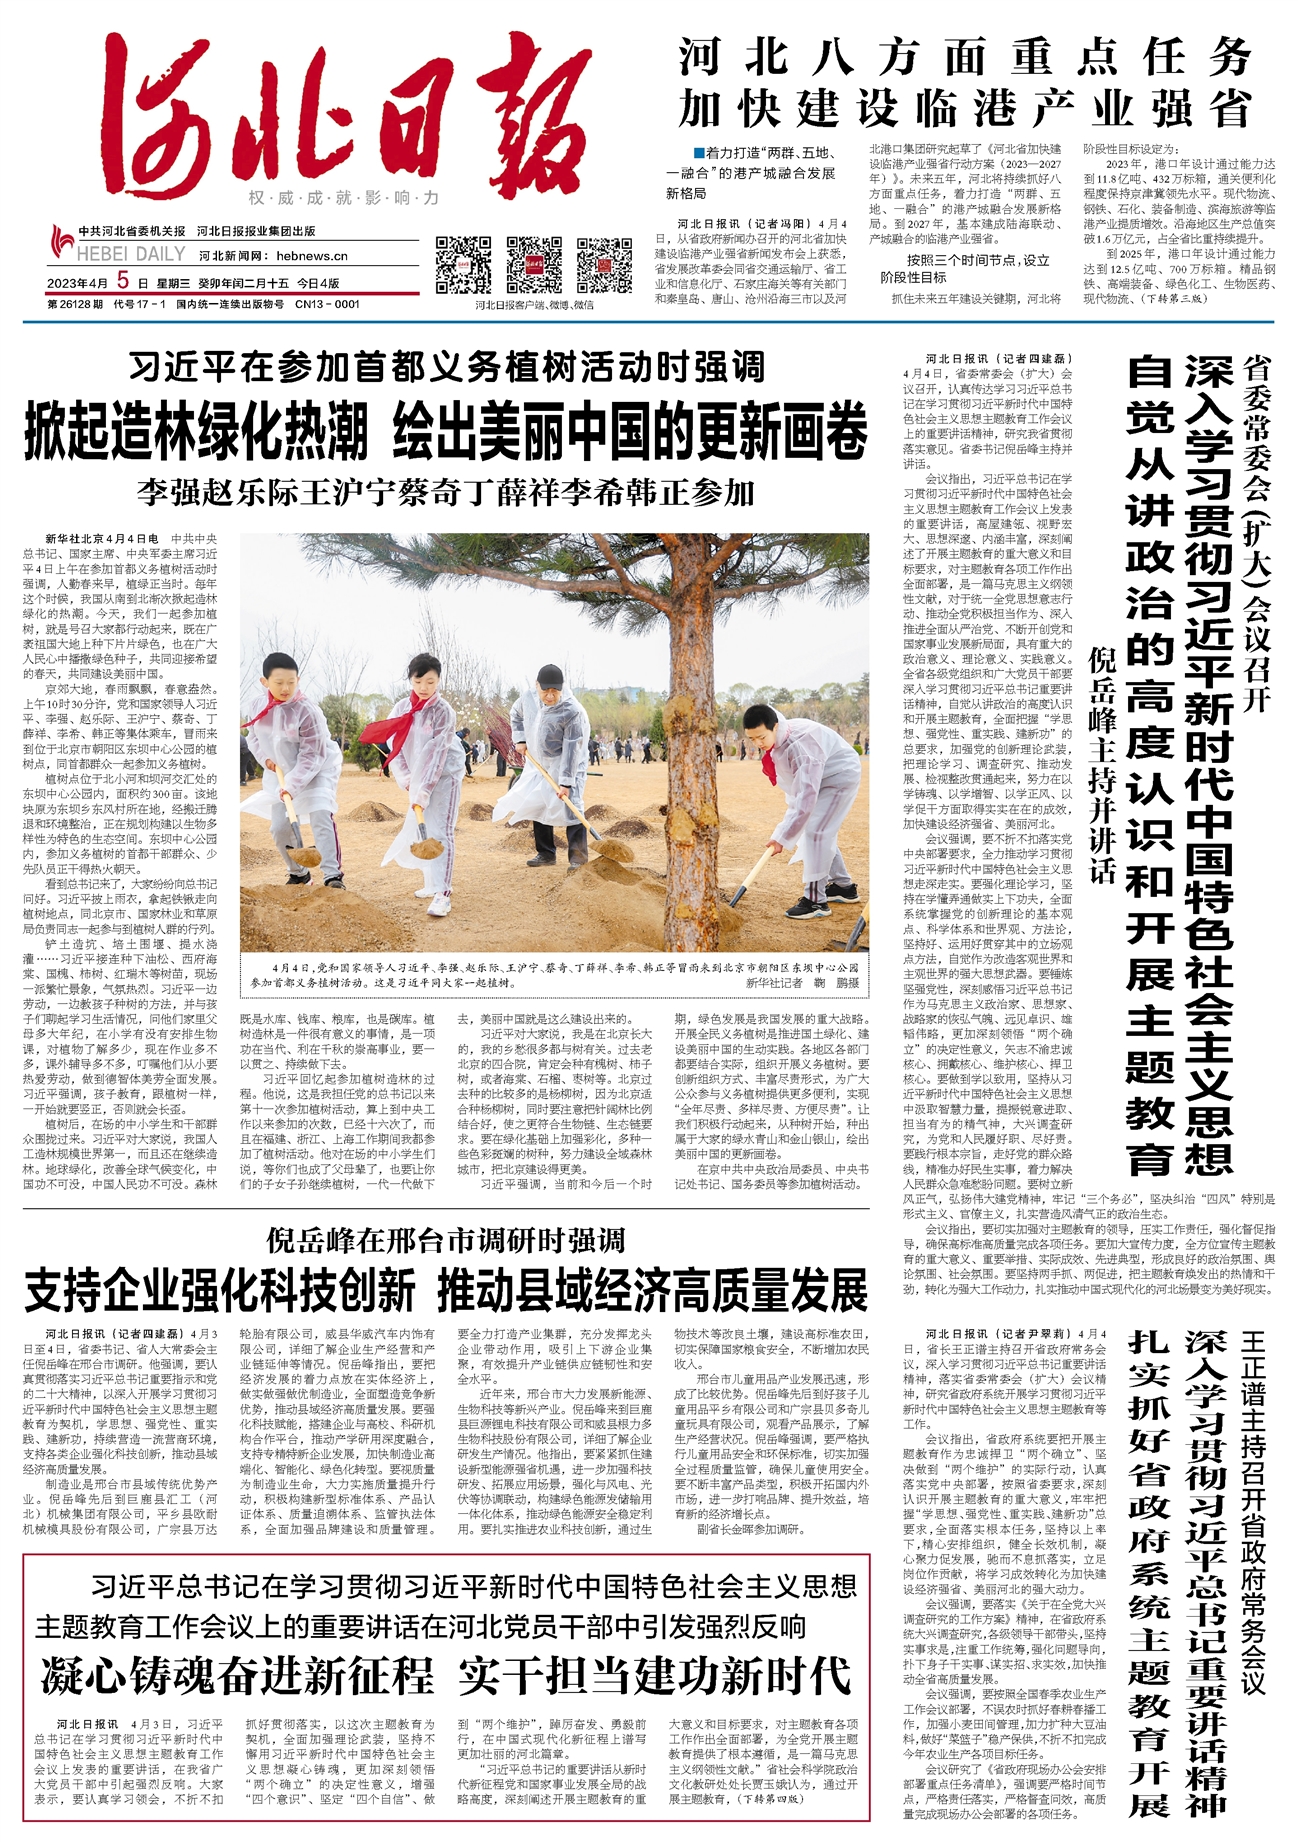 河北日報
权·威·成·就·影·响·力
中共河北省委机关报　河北日报报业集团出版
HEBEI DAILY
河北新闻网：hebnews.cn
2023年4月 5 日　星期三　癸卯年闰二月十五　今日4版
第26128期　代号17－1　国内统一连续出版物号　CN13－0001
河北日报客户端、微博、微信
河北八方面重点任务
加快建设临港产业强省
■着力打造“两群、五地、
一融合”的港产城融合发展
新格局
河北日报讯（记者冯阳）4月4
日，从省政府新闻办召开的河北省加快
建设临港产业强省新闻发布会上获悉，
省发展改革委会同省交通运输厅、省工
业和信息化厅、石家庄海关等有关部门
和秦皇岛、唐山、沧州沿海三市以及河
北港口集团研究起草了《河北省加快建
设临港产业强省行动方案（2023—2027
年）》。未来五年，河北将持续抓好八
方面重点任务，着力打造“两群、五
地、一融合”的港产城融合发展新格
局。到2027年，基本建成陆海联动、
产城融合的临港产业强省。
按照三个时间节点，设立
阶段性目标
抓住未来五年建设关键期，河北将
阶段性目标设定为：
2023年，港口年设计通过能力达
到11.8亿吨、432万标箱，通关便利化
程度保持京津冀领先水平。现代物流、
钢铁、石化、装备制造、滨海旅游等临
港产业提质增效。沿海地区生产总值突
破1.6万亿元，占全省比重持续提升。
到2025年，港口年设计通过能力
达到12.5亿吨、700万标箱。精品钢
铁、高端装备、绿色化工、生物医药、
现代物流、（下转第三版）
习近平在参加首都义务植树活动时强调
掀起造林绿化热潮 绘出美丽中国的更新画卷
李强赵乐际王沪宁蔡奇丁薛祥李希韩正参加
新华社北京4月4日电　中共中央
总书记、国家主席、中央军委主席习近
平4日上午在参加首都义务植树活动时
强调，人勤春来早，植绿正当时。每年
这个时候，我国从南到北渐次掀起造林
绿化的热潮。今天，我们一起参加植
树，就是号召大家都行动起来，既在广
袤祖国大地上种下片片绿色，也在广大
人民心中播撒绿色种子，共同迎接希望
的春天，共同建设美丽中国。
京郊大地，春雨飘飘，春意盎然。
上午10时30分许，党和国家领导人习近
平、李强、赵乐际、王沪宁、蔡奇、丁
薛祥、李希、韩正等集体乘车，冒雨来
到位于北京市朝阳区东坝中心公园的植
树点，同首都群众一起参加义务植树。
植树点位于北小河和坝河交汇处的
东坝中心公园内，面积约300亩。该地
块原为东坝乡东风村所在地，经搬迁腾
退和环境整治，正在规划构建以生物多
样性为特色的生态空间。东坝中心公园
内，参加义务植树的首都干部群众、少
先队员正干得热火朝天。
看到总书记来了，大家纷纷向总书记
问好。习近平披上雨衣，拿起铁锹走向
植树地点，同北京市、国家林业和草原
局负责同志一起参与到植树人群的行列。
铲土造坑、培土围堰、提水浇
灌……习近平接连种下油松、西府海
棠、国槐、柿树、红瑞木等树苗，现场
一派繁忙景象，气氛热烈。习近平一边
劳动，一边教孩子种树的方法，并与孩
子们聊起学习生活情况，问他们家里父
母多大年纪，在小学有没有安排生物
课，对植物了解多少，现在作业多不
多，课外辅导多不多，叮嘱他们从小要
热爱劳动，做到德智体美劳全面发展。
习近平强调，孩子教育，跟植树一样，
一开始就要竖正，否则就会长歪。
植树后，在场的中小学生和干部群
众围拢过来。习近平对大家说，我国人
工造林规模世界第一，而且还在继续造
林。地球绿化，改善全球气候变化，中
国功不可没，中国人民功不可没。森林
4月4日，党和国家领导人习近平、李强、赵乐际、王沪宁、蔡奇、丁薛祥、李希、韩正等冒雨来到北京市朝阳区东坝中心公园
参加首都义务植树活动。这是习近平同大家一起植树。　新华社记者　鞠　鹏摄
既是水库、钱库、粮库，也是碳库。植
树造林是一件很有意义的事情，是一项
功在当代、利在千秋的崇高事业，要一
以贯之、持续做下去。
习近平回忆起参加植树造林的过
程。他说，这是我担任党的总书记以来
第十一次参加植树活动，算上到中央工
作以来参加的次数，已经十六次了，而
且在福建、浙江、上海工作期间我都参
加了植树活动。他对在场的中小学生们
说，等你们也成了父母辈了，也要让你
们的子女子孙继续植树，一代一代做下
去，美丽中国就是这么建设出来的。
习近平对大家说，我是在北京长大
的，我的乡愁很多都与树有关。过去老
北京的四合院，肯定会种有槐树、柿子
树，或者海棠、石榴、枣树等。北京过
去种的比较多的是杨柳树，因为北京适
合种杨柳树，同时要注意把针阔林比例
结合好，使之更符合生物链、生态链要
求。要在绿化基础上加强彩化，多种一
些色彩斑斓的树种，努力建设全域森林
城市，把北京建设得更美。
习近平强调，当前和今后一个时
期，绿色发展是我国发展的重大战略。
开展全民义务植树是推进国土绿化、建
设美丽中国的生动实践。各地区各部门
都要结合实际，组织开展义务植树。要
创新组织方式、丰富尽责形式，为广大
公众参与义务植树提供更多便利，实现
“全年尽责、多样尽责、方便尽责”。让
我们积极行动起来，从种树开始，种出
属于大家的绿水青山和金山银山，绘出
美丽中国的更新画卷。
在京中共中央政治局委员、中央书
记处书记、国务委员等参加植树活动。
省委常委会（扩大）会议召开
深入学习贯彻习近平新时代中国特色社会主义思想
自觉从讲政治的高度认识和开展主题教育
倪岳峰主持并讲话
河北日报讯（记者四建磊）
4月4日，省委常委会（扩大）会
议召开，认真传达学习习近平总书
记在学习贯彻习近平新时代中国特
色社会主义思想主题教育工作会议
上的重要讲话精神，研究我省贯彻
落实意见。省委书记倪岳峰主持并
讲话。
会议指出，习近平总书记在学
习贯彻习近平新时代中国特色社会
主义思想主题教育工作会议上发表
的重要讲话，高屋建瓴、视野宏
大、思想深邃、内涵丰富，深刻阐
述了开展主题教育的重大意义和目
标要求，对主题教育各项工作作出
全面部署，是一篇马克思主义纲领
性文献，对于统一全党思想意志行
动、推动全党积极担当作为、深入
推进全面从严治党、不断开创党和
国家事业发展新局面，具有重大的
政治意义、理论意义、实践意义。
全省各级党组织和广大党员干部要
深入学习贯彻习近平总书记重要讲
话精神，自觉从讲政治的高度认识
和开展主题教育，全面把握“学思
想、强党性、重实践、建新功”的
总要求，加强党的创新理论武装，
把理论学习、调查研究、推动发
展、检视整改贯通起来，努力在以
学铸魂、以学增智、以学正风、以
学促干方面取得实实在在的成效，
加快建设经济强省、美丽河北。
会议强调，要不折不扣落实党
中央部署要求，全力推动学习贯彻
习近平新时代中国特色社会主义思
想走深走实。要强化理论学习，坚
持在学懂弄通做实上下功夫，全面
系统掌握党的创新理论的基本观
点、科学体系和世界观、方法论，
坚持好、运用好贯穿其中的立场观
点方法，自觉作为改造客观世界和
主观世界的强大思想武器。要锤炼
坚强党性，深刻感悟习近平总书记
作为马克思主义政治家、思想家、
战略家的恢弘气魄、远见卓识、雄
韬伟略，更加深刻领悟“两个确
立”的决定性意义，矢志不渝忠诚
核心、拥戴核心、维护核心、捍卫
核心。要做到学以致用，坚持从习
近平新时代中国特色社会主义思想
中汲取智慧力量，提振锐意进取、
担当有为的精气神，大兴调查研
究，为党和人民履好职、尽好责。
要践行根本宗旨，走好党的群众路
线，精准办好民生实事，着力解决
人民群众急难愁盼问题。要树立新
风正气，弘扬伟大建党精神，牢记“三个务必”，坚决纠治“四风”特别是
形式主义、官僚主义，扎实营造风清气正的政治生态。
会议指出，要切实加强对主题教育的领导，压实工作责任，强化督促指
导，确保高标准高质量完成各项任务。要加大宣传力度，全方位宣传主题教
育的重大意义、重要举措、实际成效、先进典型，形成良好的政治氛围、舆
论氛围、社会氛围。要坚持两手抓、两促进，把主题教育焕发出的热情和干
劲，转化为强大工作动力，扎实推动中国式现代化的河北场景变为美好现实。
倪岳峰在邢台市调研时强调
支持企业强化科技创新 推动县域经济高质量发展
河北日报讯（记者四建磊）4月3
日至4日，省委书记、省人大常委会主
任倪岳峰在邢台市调研。他强调，要认
真贯彻落实习近平总书记重要指示和党
的二十大精神，以深入开展学习贯彻习
近平新时代中国特色社会主义思想主题
教育为契机，学思想、强党性、重实
践、建新功，持续营造一流营商环境，
支持各类企业强化科技创新，推动县域
经济高质量发展。
制造业是邢台市县域传统优势产
业。倪岳峰先后到巨鹿县汇工（河
北）机械集团有限公司，平乡县欧耐
机械模具股份有限公司，广宗县万达
轮胎有限公司，威县华威汽车内饰有
限公司，详细了解企业生产经营和产
业链延伸等情况。倪岳峰指出，要把
经济发展的着力点放在实体经济上，
做实做强做优制造业，全面塑造竞争新
优势，推动县域经济高质量发展。要强
化科技赋能，搭建企业与高校、科研机
构合作平台，推动产学研用深度融合，
支持专精特新企业发展，加快制造业高
端化、智能化、绿色化转型。要视质量
为制造业生命，大力实施质量提升行
动，积极构建新型标准体系、产品认
证体系、质量追溯体系、监管执法体
系，全面加强品牌建设和质量管理。
要全力打造产业集群，充分发挥龙头
企业带动作用，吸引上下游企业集
聚，有效提升产业链供应链韧性和安
全水平。
近年来，邢台市大力发展新能源、
生物科技等新兴产业。倪岳峰来到巨鹿
县巨源锂电科技有限公司和威县根力多
生物科技股份有限公司，详细了解企业
研发生产情况。他指出，要紧紧抓住建
设新型能源强省机遇，进一步加强科技
研发、拓展应用场景，强化与风电、光
伏等协调联动，构建绿色能源发储输用
一体化体系，推动绿色能源安全稳定利
用。要扎实推进农业科技创新，通过生
物技术等改良土壤，建设高标准农田，
切实保障国家粮食安全，不断增加农民
收入。
邢台市儿童用品产业发展迅速，形
成了比较优势。倪岳峰先后到好孩子儿
童用品平乡有限公司和广宗县贝多奇儿
童玩具有限公司，观看产品展示，了解
生产经营状况。倪岳峰强调，要严格执
行儿童用品安全和环保标准，切实加强
全过程质量监管，确保儿童使用安全。
要不断丰富产品类型，积极开拓国内外
市场，进一步打响品牌、提升效益，培
育新的经济增长点。
副省长金晖参加调研。
习近平总书记在学习贯彻习近平新时代中国特色社会主义思想
主题教育工作会议上的重要讲话在河北党员干部中引发强烈反响
凝心铸魂奋进新征程 实干担当建功新时代
河北日报讯　4月3日，习近平
总书记在学习贯彻习近平新时代中
国特色社会主义思想主题教育工作
会议上发表的重要讲话，在我省广
大党员干部中引起强烈反响。大家
表示，要认真学习领会，不折不扣
抓好贯彻落实，以这次主题教育为
契机，全面加强理论武装，坚持不
懈用习近平新时代中国特色社会主
义思想凝心铸魂，更加深刻领悟
“两个确立”的决定性意义，增强
“四个意识”、坚定“四个自信”、做
到“两个维护”，踔厉奋发、勇毅前
行，在中国式现代化新征程上谱写
更加壮丽的河北篇章。
“习近平总书记的重要讲话从新时
代新征程党和国家事业发展全局的战
略高度，深刻阐述开展主题教育的重
大意义和目标要求，对主题教育各项
工作作出全面部署，为全党开展主题
教育提供了根本遵循，是一篇马克思
主义纲领性文献。”省社会科学院政治
文化教研处处长贾玉娥认为，通过开
展主题教育，（下转第四版）
王正谱主持召开省政府常务会议
深入学习贯彻习近平总书记重要讲话精神
扎实抓好省政府系统主题教育开展
河北日报讯（记者尹翠莉）4月4
日，省长王正谱主持召开省政府常务会
议，深入学习贯彻习近平总书记重要讲话
精神，落实省委常委会（扩大）会议精
神，研究省政府系统开展学习贯彻习近平
新时代中国特色社会主义思想主题教育等
工作。
会议指出，省政府系统要把开展主
题教育作为忠诚捍卫“两个确立”、坚
决做到“两个维护”的实际行动，认真
落实党中央部署，按照省委要求，深刻
认识开展主题教育的重大意义，牢牢把
握“学思想、强党性、重实践、建新功”总
要求，全面落实根本任务，坚持以上率
下，精心安排组织，健全长效机制，凝
心聚力促发展，驰而不息抓落实，立足
岗位作贡献，将学习成效转化为加快建
设经济强省、美丽河北的强大动力。
会议强调，要落实《关于在全党大兴
调查研究的工作方案》精神，在省政府系
统大兴调查研究，各级领导干部带头，坚持
实事求是，注重工作统筹，强化问题导向，
扑下身子干实事、谋实招、求实效，加快推
动全省高质量发展。
会议强调，要按照全国春季农业生产
工作会议部署，不误农时抓好春耕春播工
作，加强小麦田间管理，加力扩种大豆油
料，做好“菜篮子”稳产保供，不折不扣完成
今年农业生产各项目标任务。
会议研究了《省政府现场办公会安排
部署重点任务清单》，强调要严格时间节
点，严格责任落实，严格督查问效，高质
量完成现场办公会部署的各项任务。